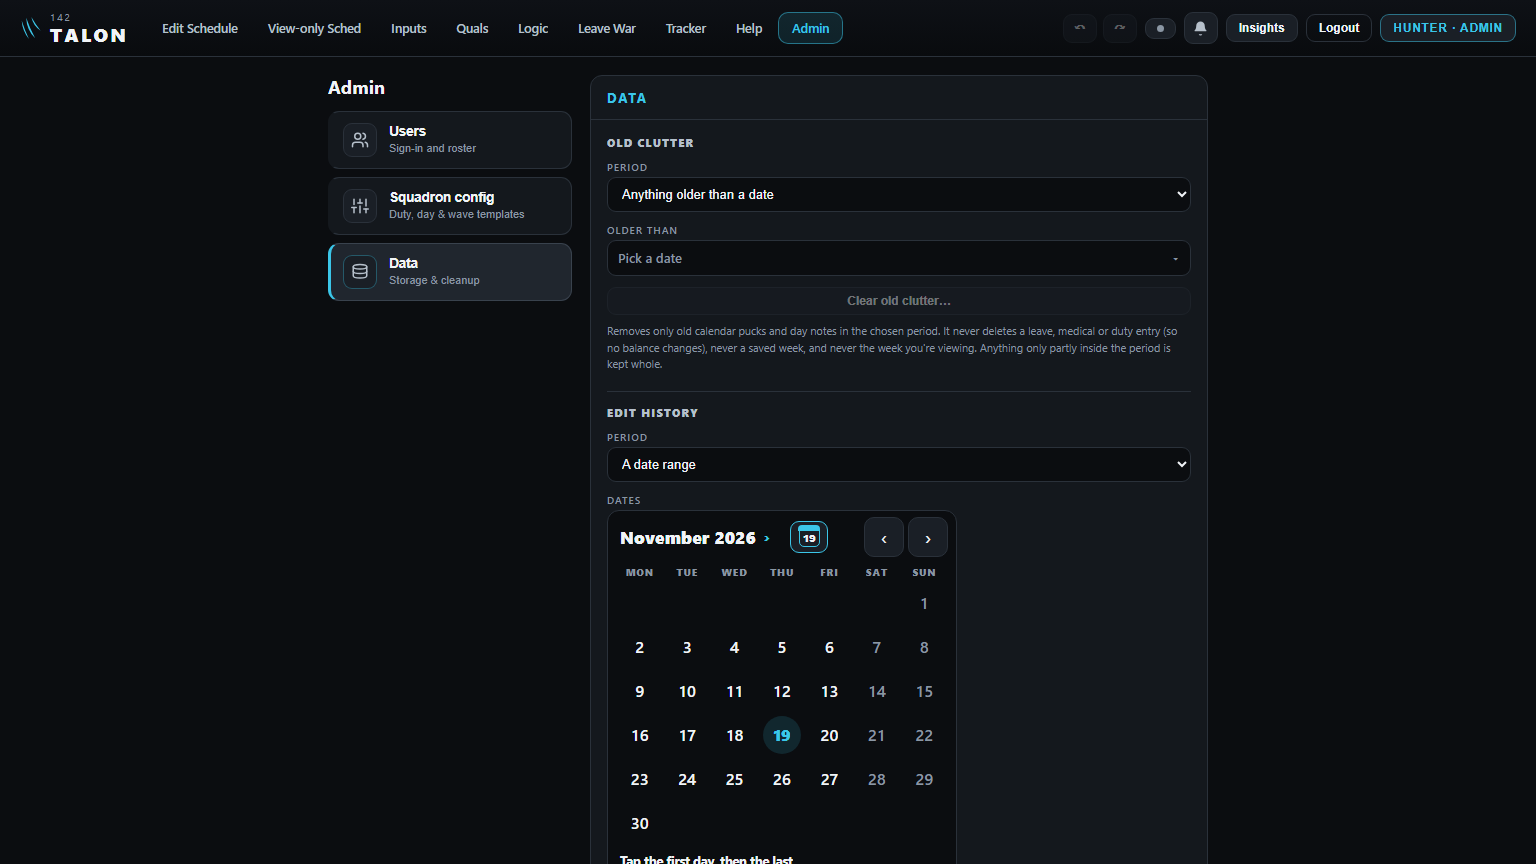 142
TALON
Edit Schedule
View-only Sched
Inputs
Quals
Logic
Leave War
Tracker
Help
Admin
Insights
Logout
HUNTER · ADMIN
Admin
Users
Sign-in and roster
Squadron config
Duty, day & wave templates
Data
Storage & cleanup
DATA
OLD CLUTTER
PERIOD
Anything older than a date
OLDER THAN
Pick a date
Clear old clutter…
Removes only old calendar pucks and day notes in the chosen period. It never deletes a leave, medical or duty entry (so
no balance changes), never a saved week, and never the week you're viewing. Anything only partly inside the period is
kept whole.
EDIT HISTORY
PERIOD
A date range
DATES
November 2026 ›
19
‹ ›
MON TUE WED THU FRI SAT SUN
1
2 3 4 5 6 7 8
9 10 11 12 13 14 15
16 17 18 19 20 21 22
23 24 25 26 27 28 29
30
Tap the first day, then the last